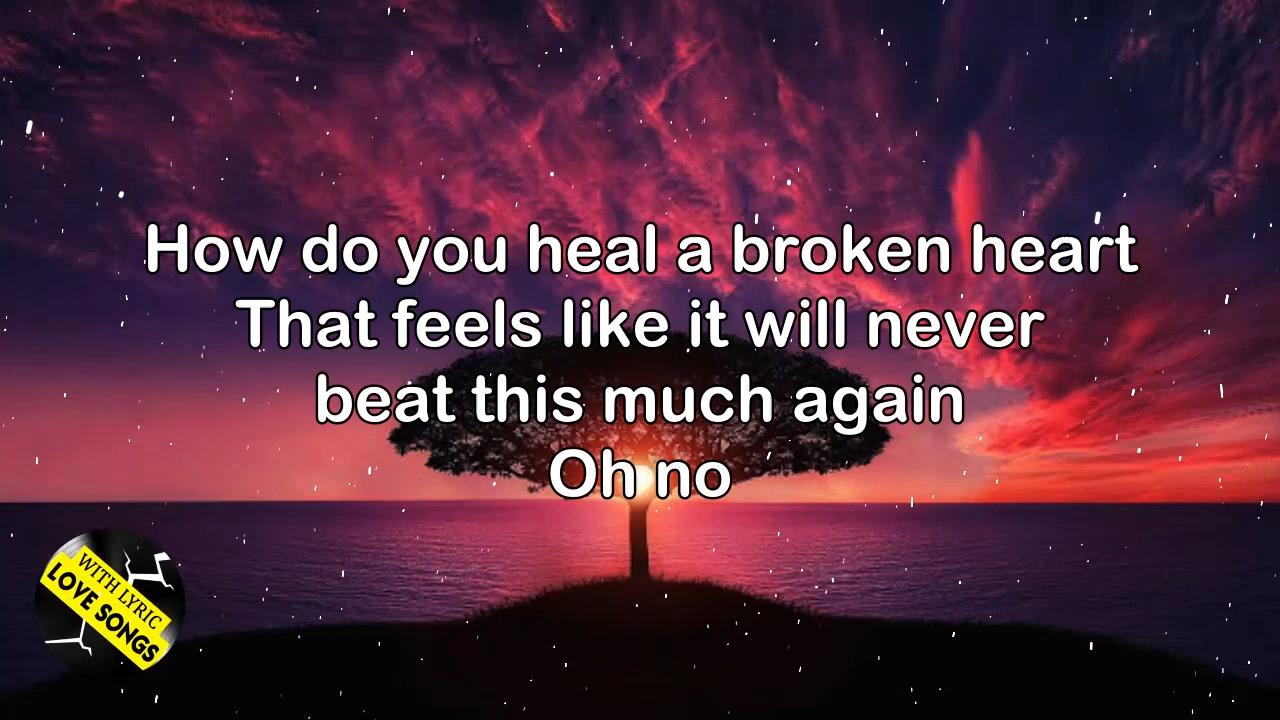 How do you heal a broken heart
That feels like it will never
beat this much again
Oh no
WITH LYRIC
LOVE SONGS